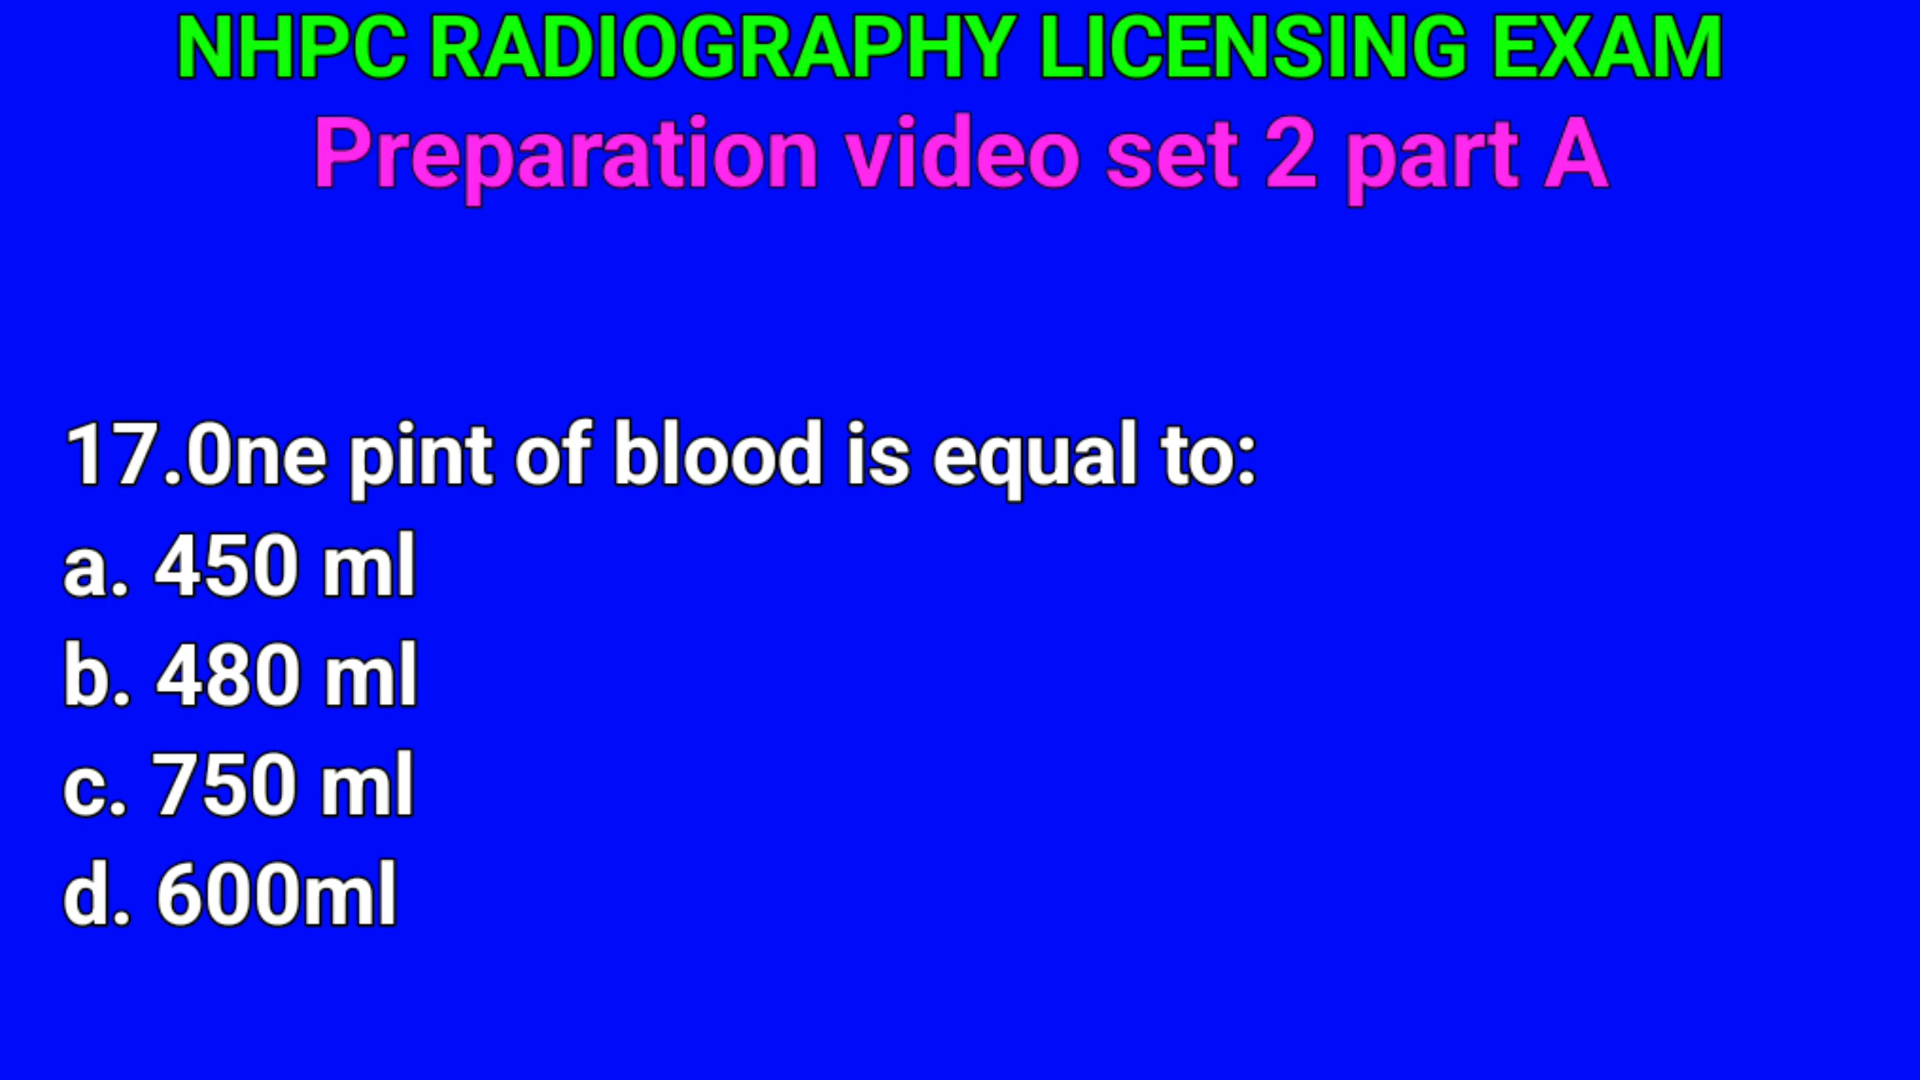 NHPC RADIOGRAPHY LICENSING EXAM
Preparation video set 2 part A
17.0ne pint of blood is equal to:
a. 450 ml
b. 480 ml
c. 750 ml
d. 600ml